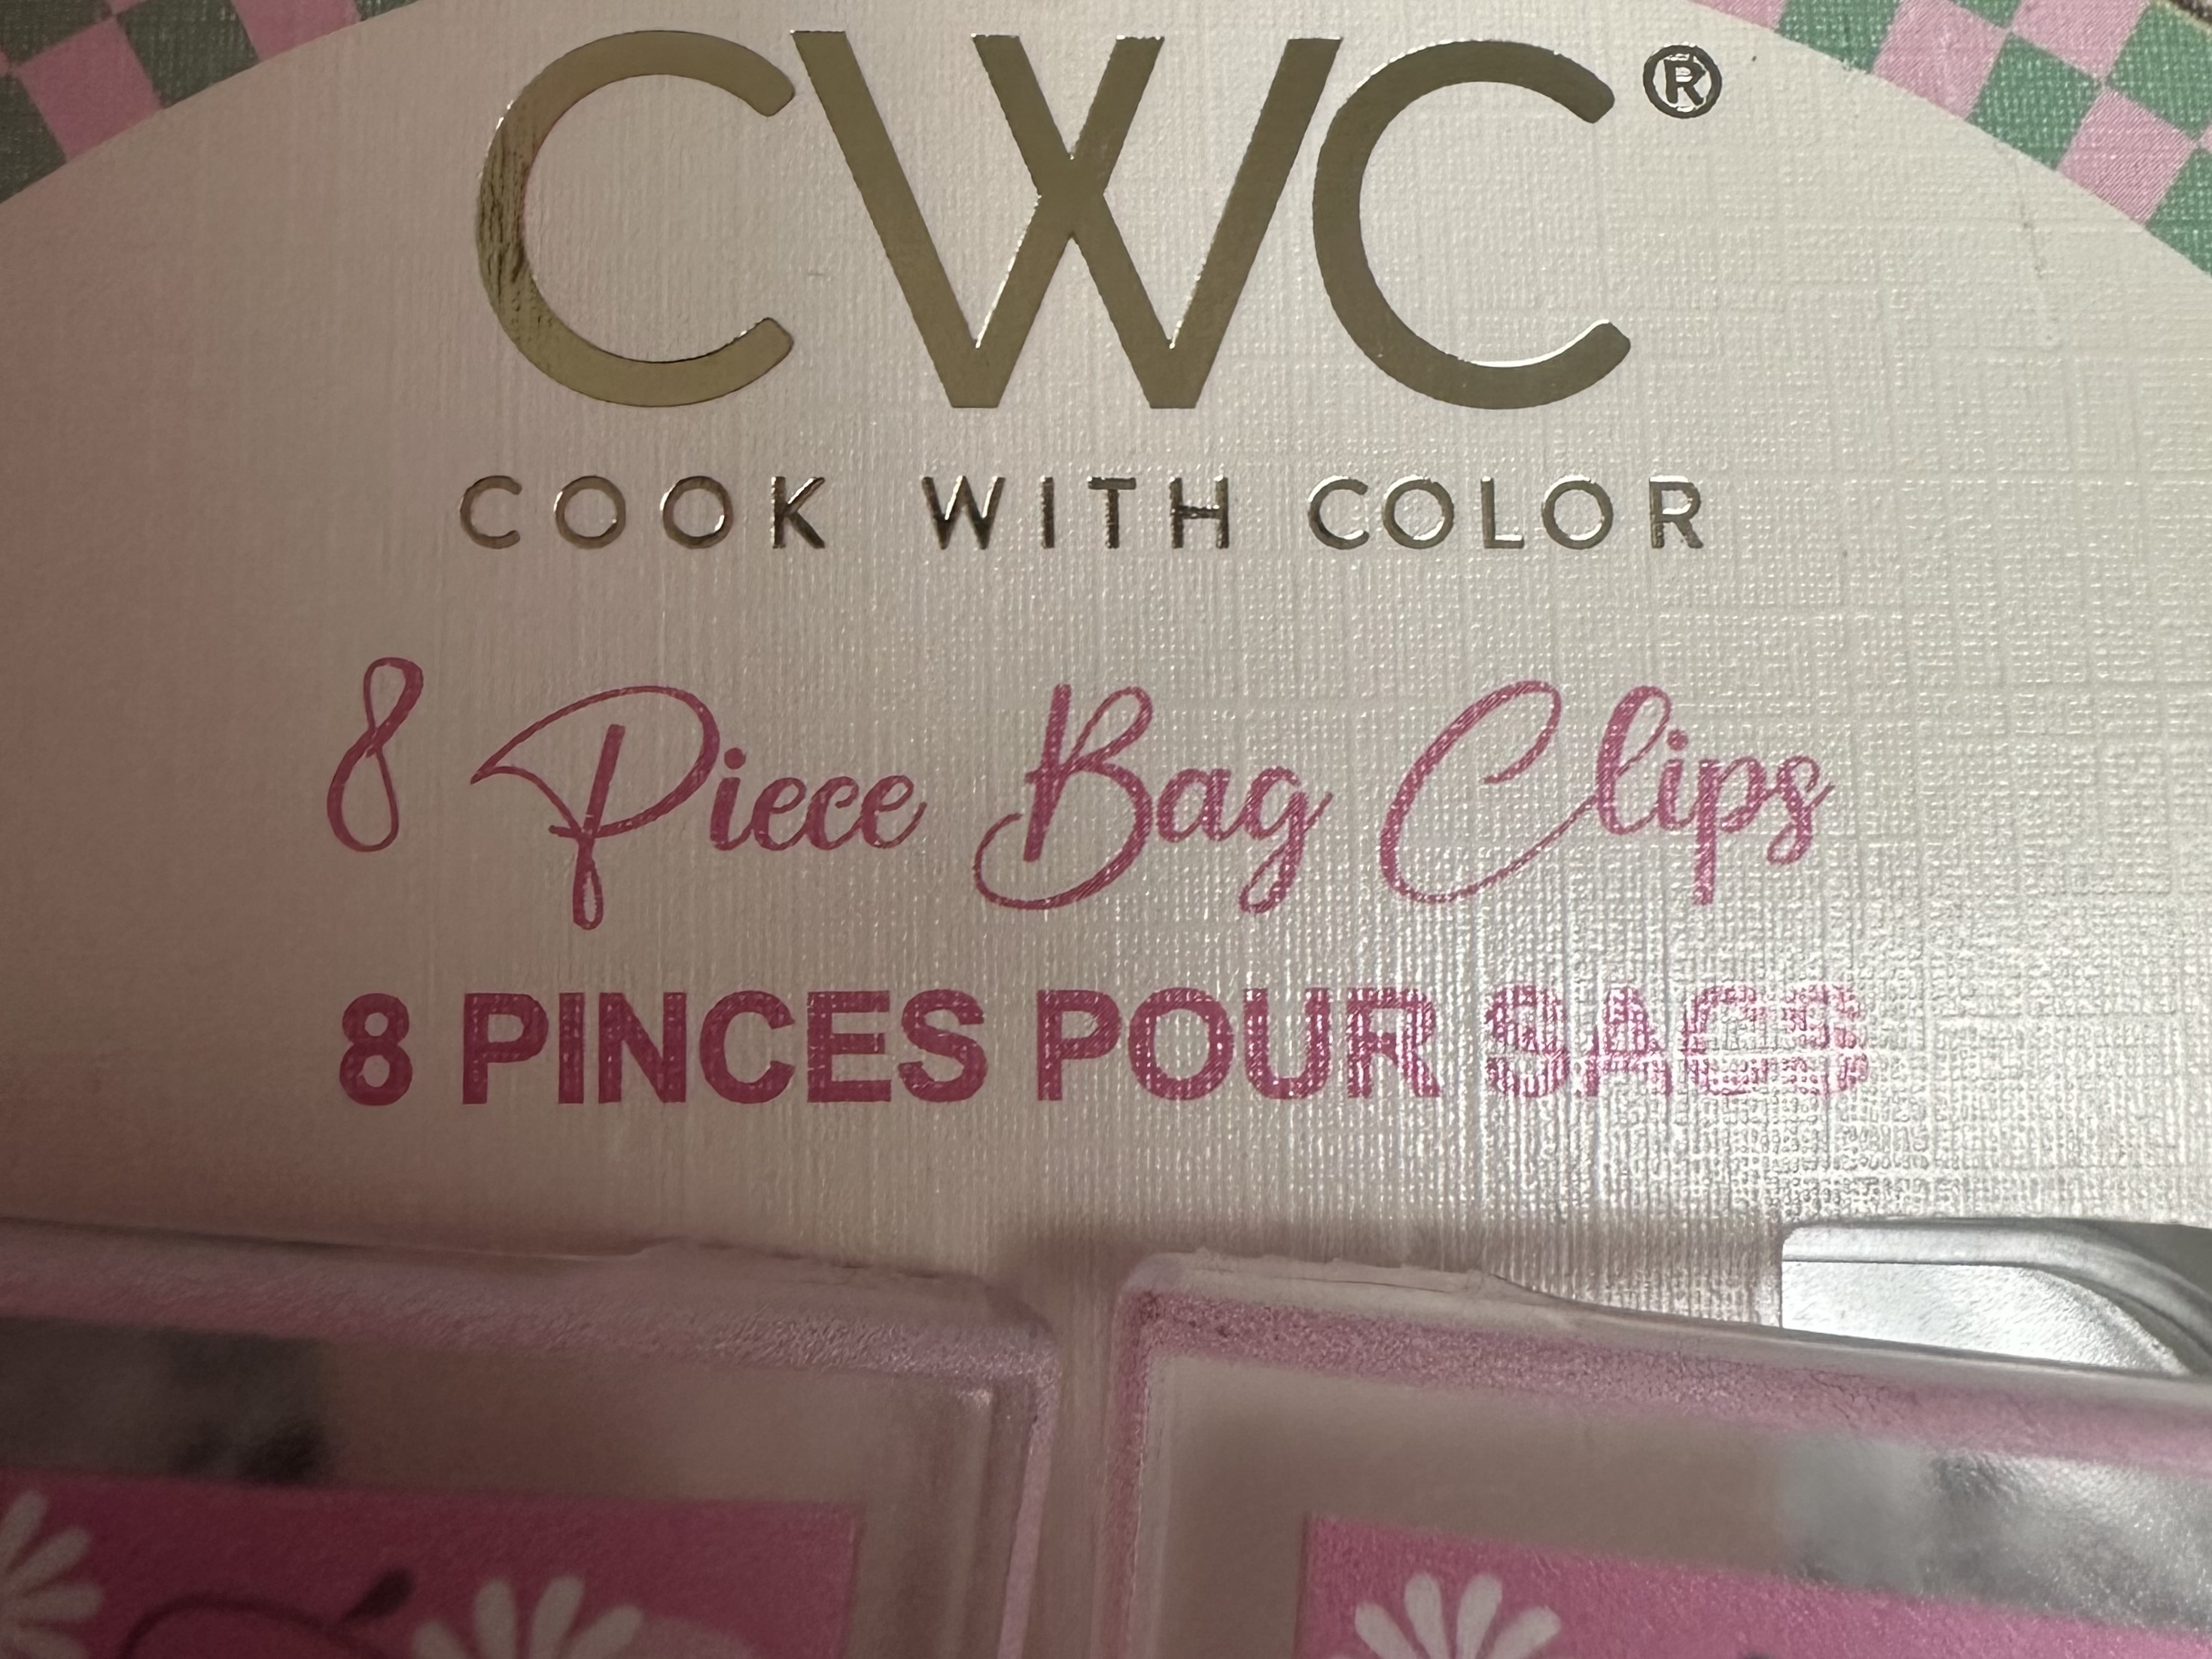 CWC®
COOK WITH COLOR
8 Piece Bag Clips
8 PINCES POUR SACS